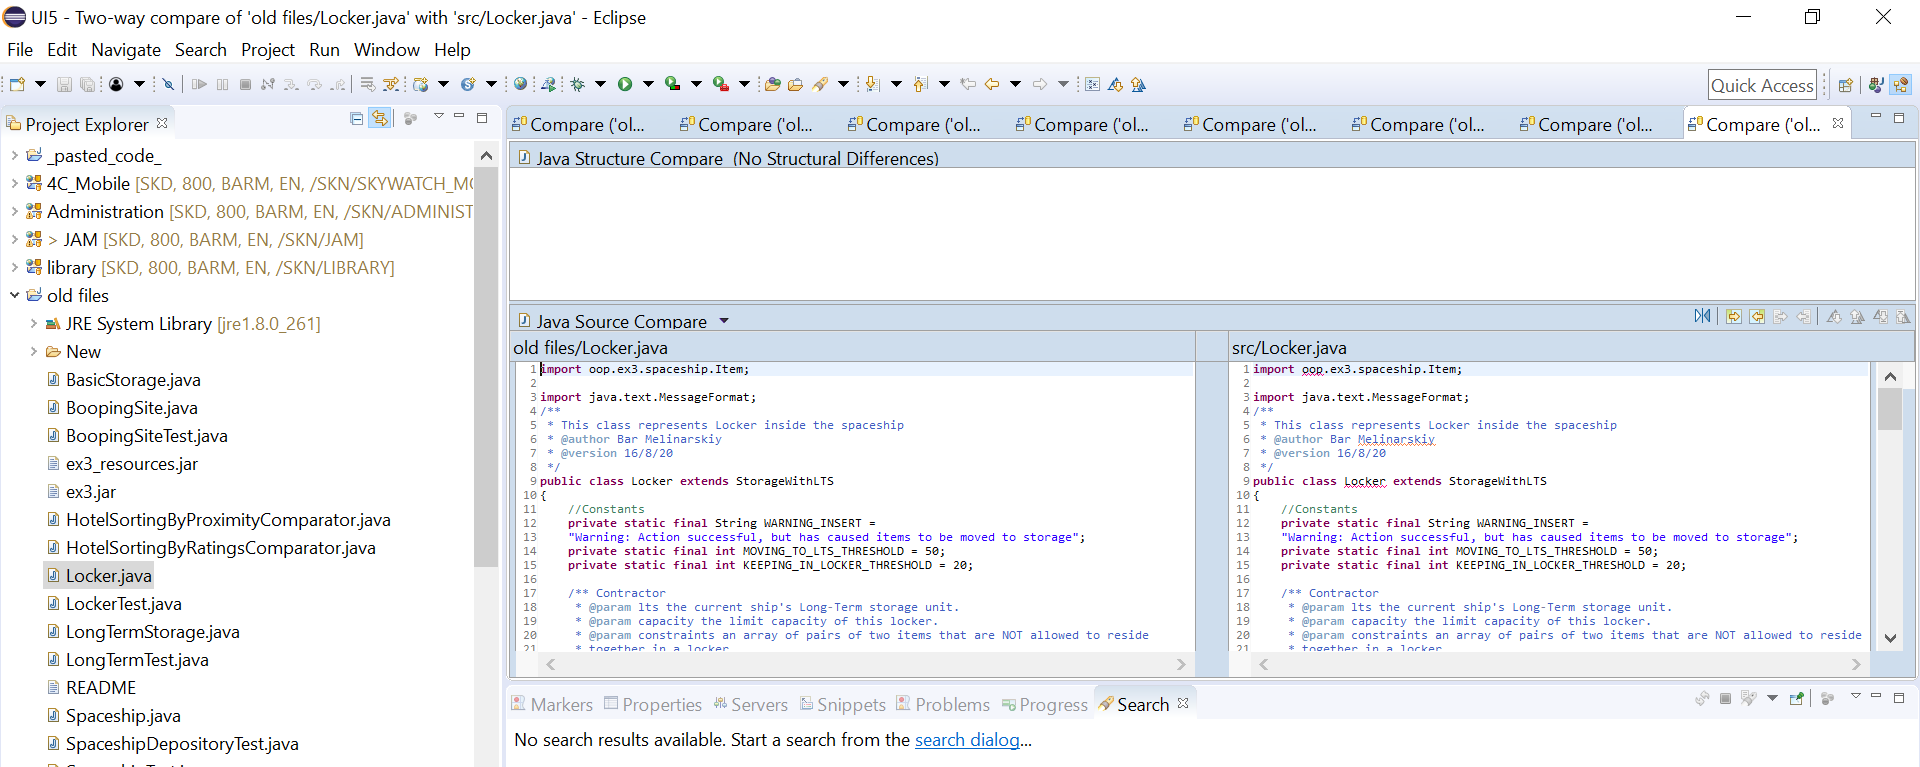 UI5 - Two-way compare of 'old files/Locker.java' with 'src/Locker.java' - Eclipse
File Edit Navigate Search Project Run Window Help
Quick Access
Project Explorer
_pasted_code_
4C_Mobile [SKD, 800, BARM, EN, /SKN/SKYWATCH_MC
Administration [SKD, 800, BARM, EN, /SKN/ADMINIST
> JAM [SKD, 800, BARM, EN, /SKN/JAM]
library [SKD, 800, BARM, EN, /SKN/LIBRARY]
old files
JRE System Library [jre1.8.0_261]
New
BasicStorage.java
BoopingSite.java
BoopingSiteTest.java
ex3_resources.jar
ex3.jar
HotelSortingByProximityComparator.java
HotelSortingByRatingsComparator.java
Locker.java
LockerTest.java
LongTermStorage.java
LongTermTest.java
README
Spaceship.java
SpaceshipDepositoryTest.java
Compare ('ol... Compare ('ol... Compare ('ol... Compare ('ol... Compare ('ol... Compare ('ol... Compare ('ol... Compare ('ol...
Java Structure Compare (No Structural Differences)
Java Source Compare
old files/Locker.java
1 import oop.ex3.spaceship.Item;
2
3 import java.text.MessageFormat;
4 /**
5 * This class represents Locker inside the spaceship
6 * @author Bar Melinarskiy
7 * @version 16/8/20
8 */
9 public class Locker extends StorageWithLTS
10 {
11 //Constants
12 private static final String WARNING_INSERT =
13 "Warning: Action successful, but has caused items to be moved to storage";
14 private static final int MOVING_TO_LTS_THRESHOLD = 50;
15 private static final int KEEPING_IN_LOCKER_THRESHOLD = 20;
16
17 /** Contractor
18 * @param lts the current ship's Long-Term storage unit.
19 * @param capacity the limit capacity of this locker.
20 * @param constraints an array of pairs of two items that are NOT allowed to reside
21 * together in a locker
src/Locker.java
1 import oop.ex3.spaceship.Item;
2
3 import java.text.MessageFormat;
4 /**
5 * This class represents Locker inside the spaceship
6 * @author Bar Melinarskiy
7 * @version 16/8/20
8 */
9 public class Locker extends StorageWithLTS
10 {
11 //Constants
12 private static final String WARNING_INSERT =
13 "Warning: Action successful, but has caused items to be moved to storage";
14 private static final int MOVING_TO_LTS_THRESHOLD = 50;
15 private static final int KEEPING_IN_LOCKER_THRESHOLD = 20;
16
17 /** Contractor
18 * @param lts the current ship's Long-Term storage unit.
19 * @param capacity the limit capacity of this locker.
20 * @param constraints an array of pairs of two items that are NOT allowed to reside
21 * together in a locker
Markers Properties Servers Snippets Problems Progress Search
No search results available. Start a search from the search dialog...